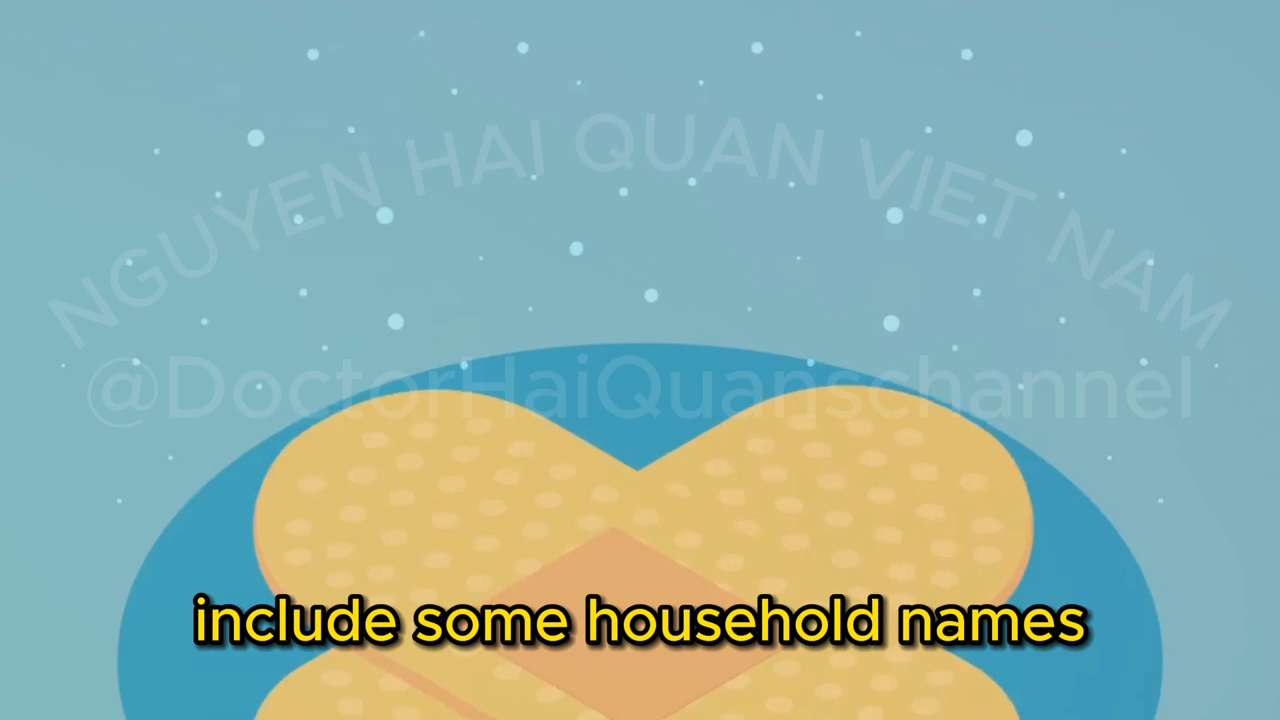 NGUYEN HAI QUAN VIET NAM
@DoctorHaiQuanschannel
include some household names